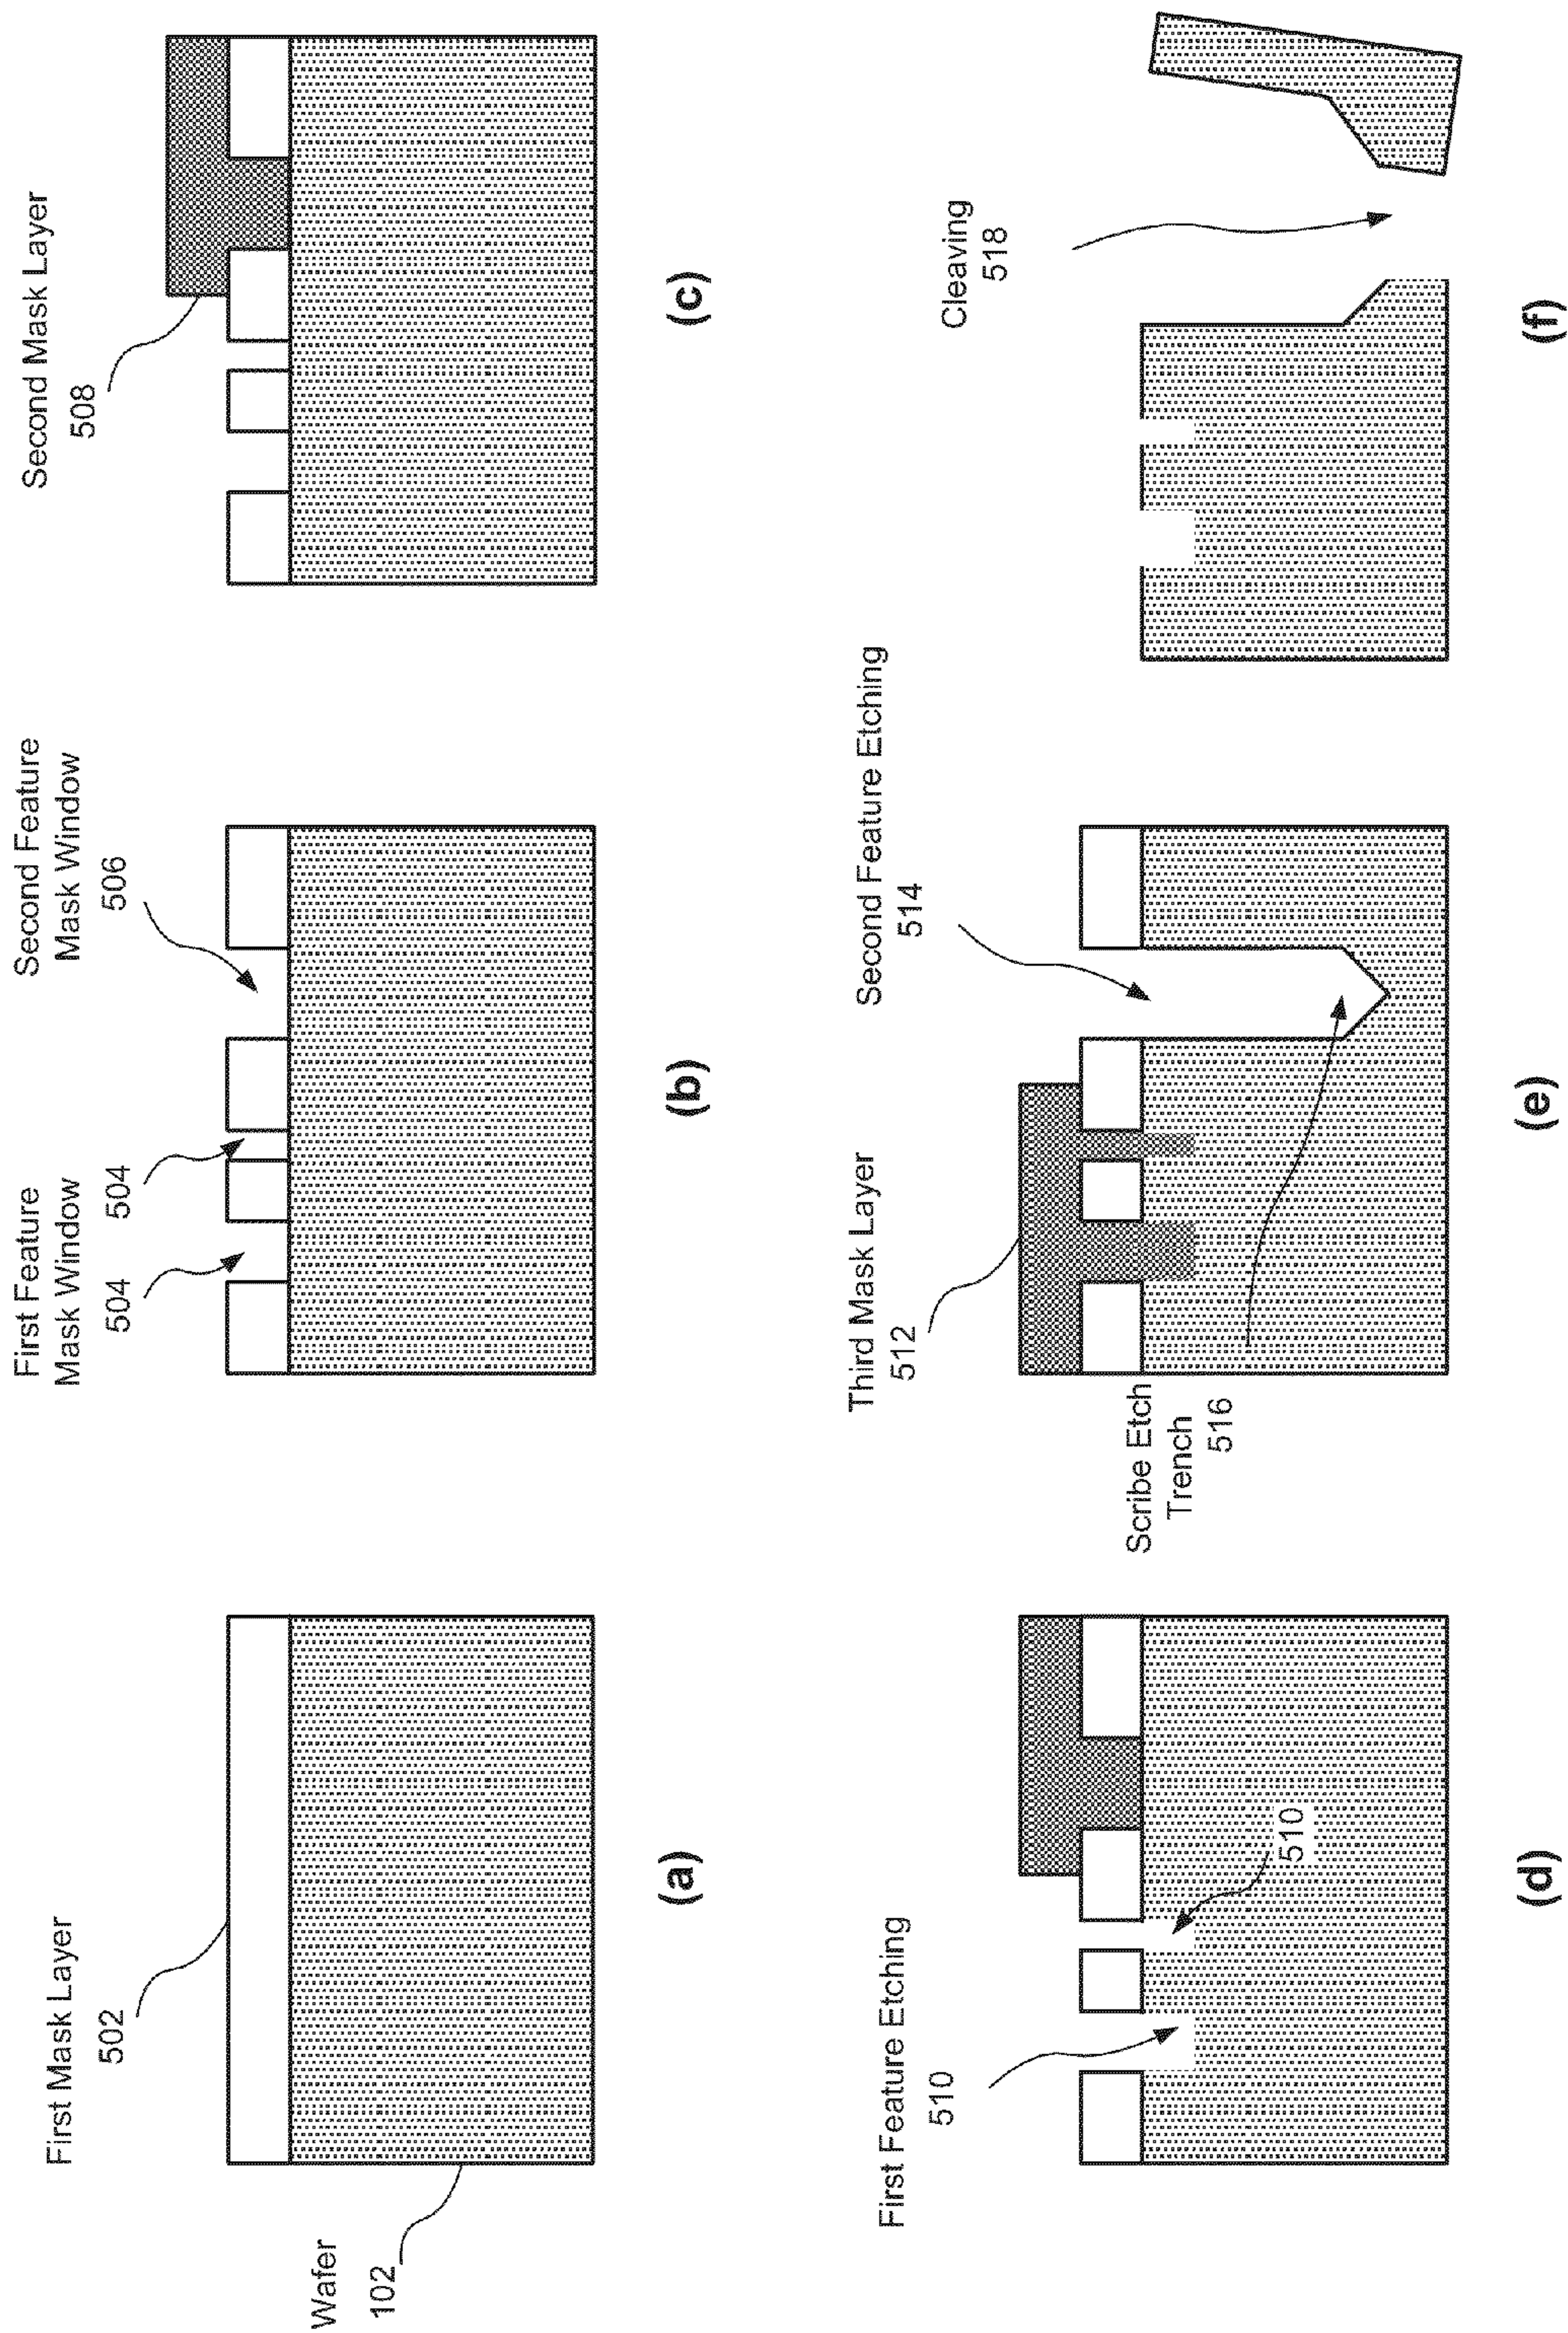 First Mask Layer
502
Wafer
102
(a)
First Feature
Mask Window
504
504
Second Feature
Mask Window
506
(b)
Second Mask Layer
508
(c)
First Feature Etching
510
510
(d)
Third Mask Layer
512
Second Feature Etching
514
Scribe Etch
Trench
516
(e)
Cleaving
518
(f)